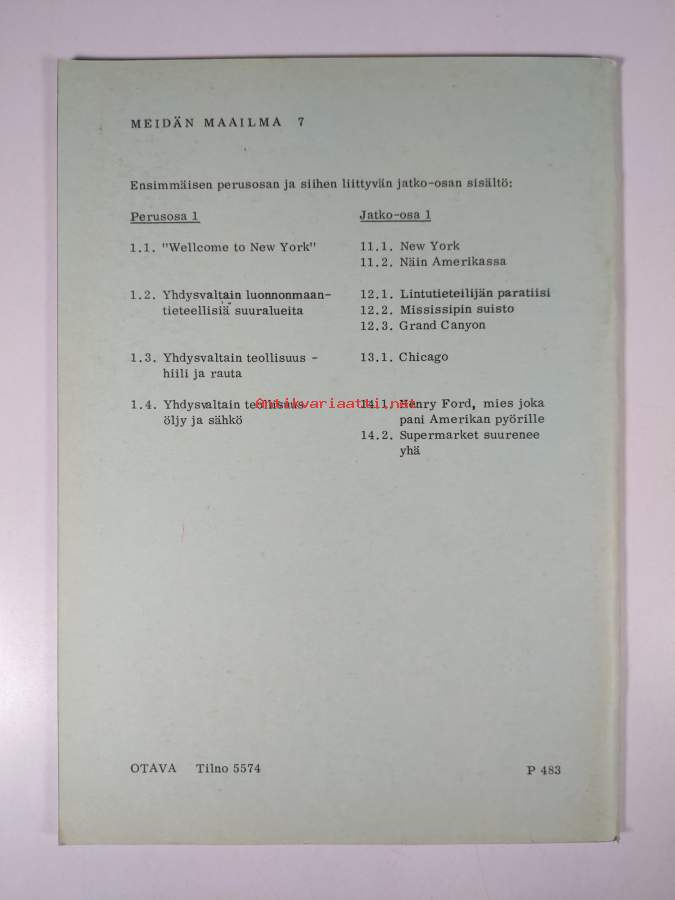 MEIDÄN MAAILMA 7
Ensimmäisen perusosan ja siihen liittyvän jatko-osan sisältö:
Perusosa 1
1.1. "Wellcome to New York"
1.2. Yhdysvaltain luonnonmaan-
tieteellisiä suuralueita
1.3. Yhdysvaltain teollisuus -
hiili ja rauta
1.4. Yhdysvaltain teollisuus-
öljy ja sähkö
Jatko-osa 1
11.1. New York
11.2. Näin Amerikassa
12.1. Lintutieteilijän paratiisi
12.2. Mississipin suisto
12.3. Grand Canyon
13.1. Chicago
14.1. Henry Ford, mies joka
pani Amerikan pyörille
14.2. Supermarket suurenee
yhä
Antikvariaatti.net
OTAVA Tilno 5574
P 483